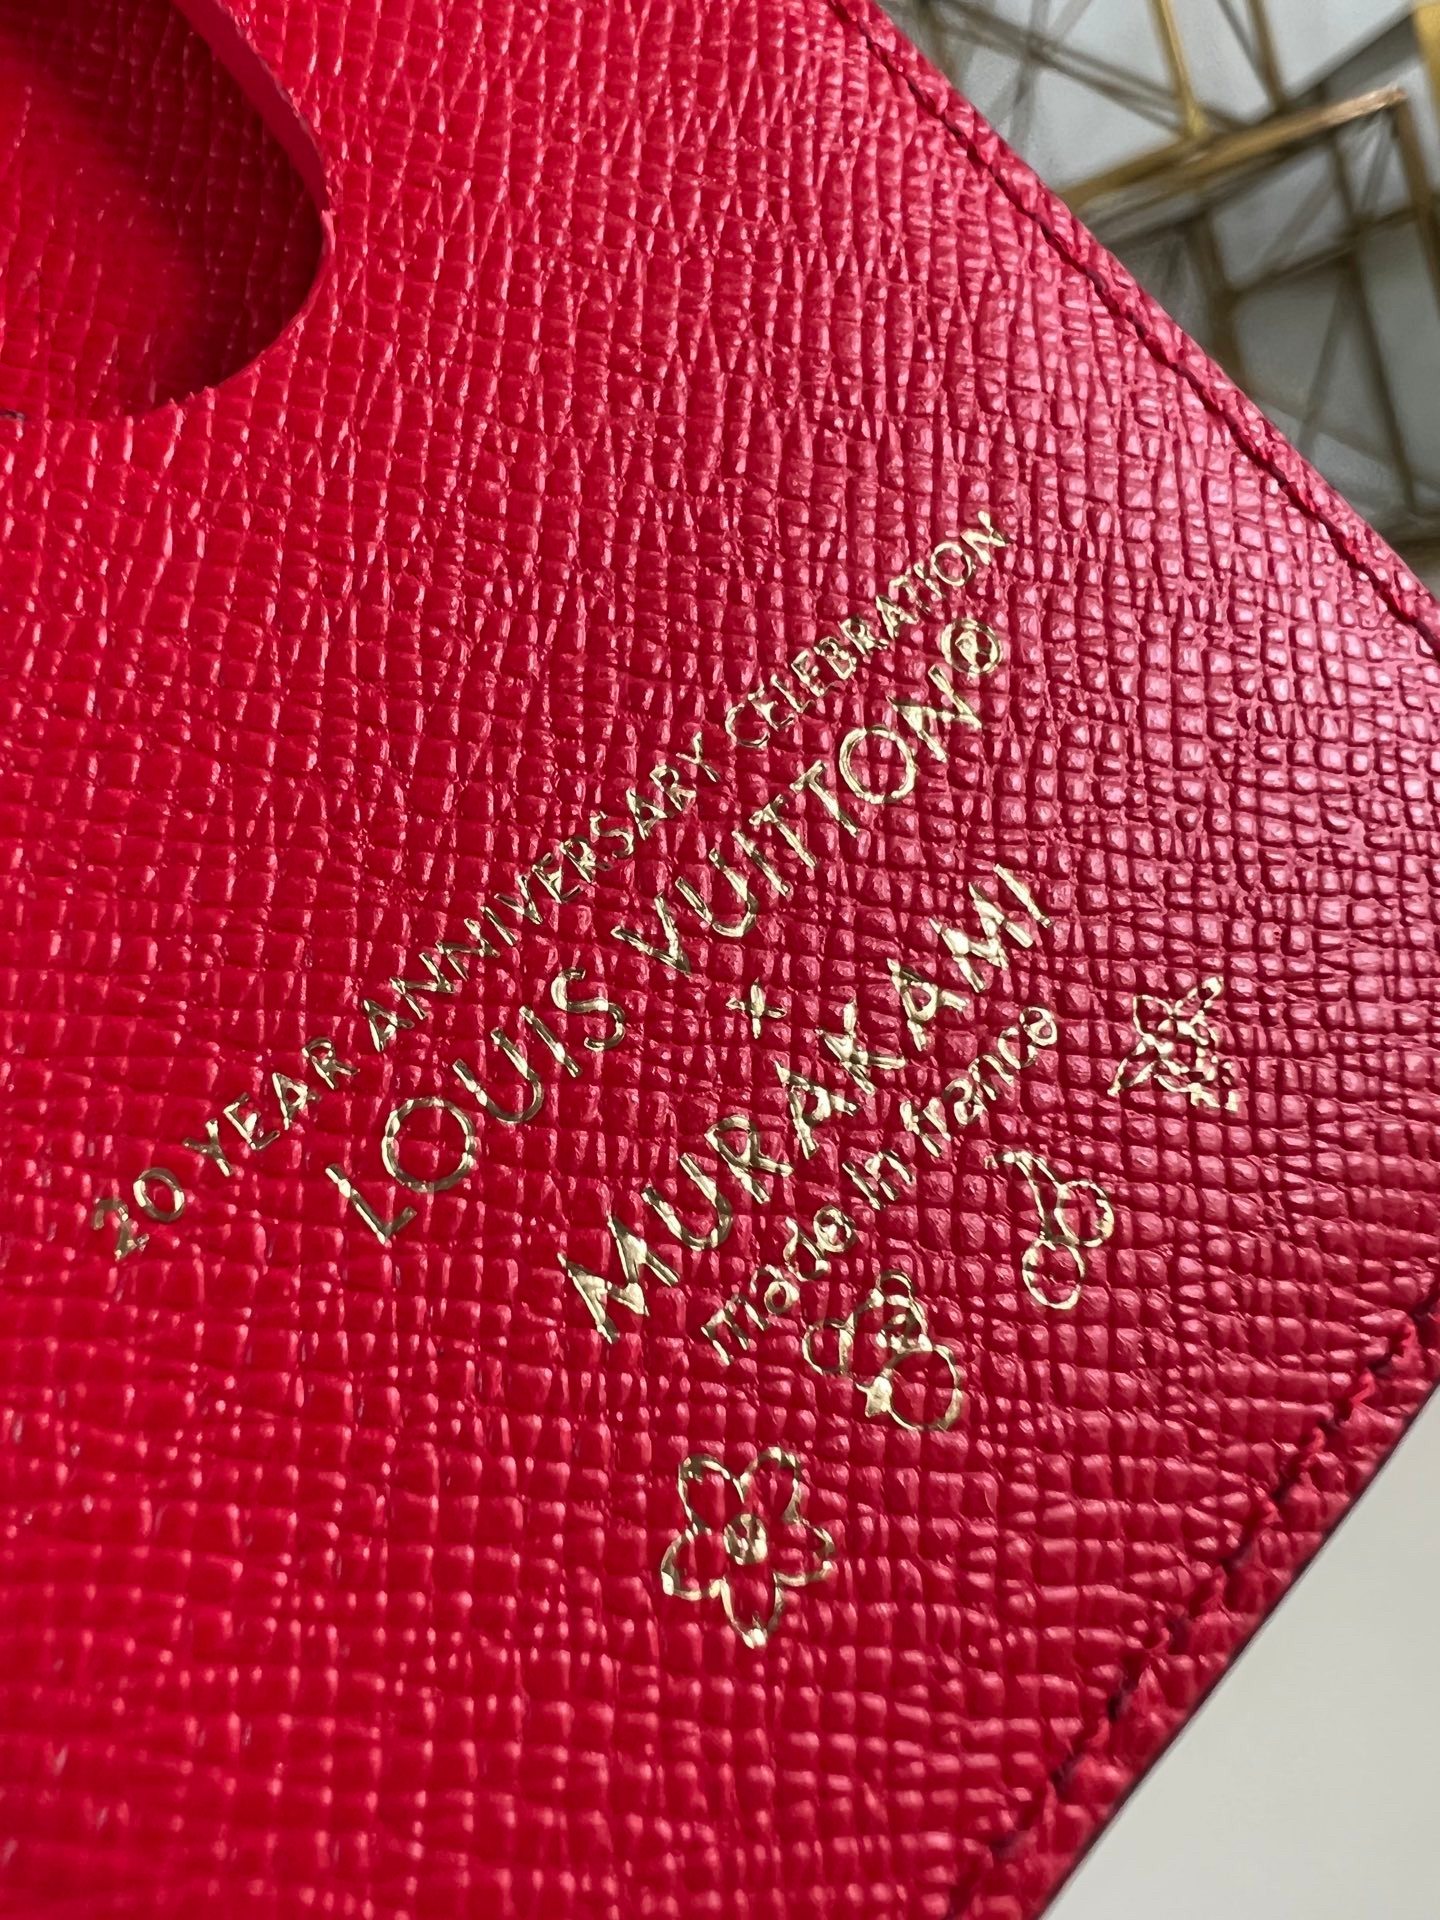 20 YEAR ANNIVERSARY CELEBRATION
LOUIS VUITTON®
+
MURAKAMI
made in france